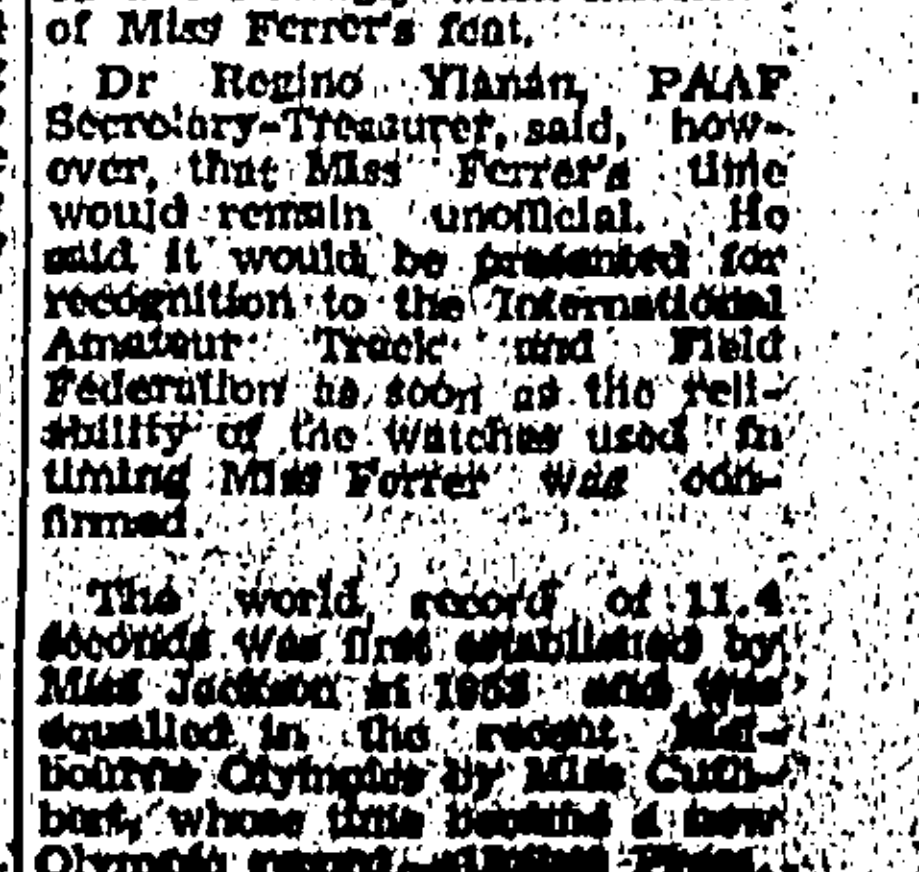 of Miss Ferrer's feat.
Dr Regino Ylanan, PAAF
Secretary-Treasurer, said, how-
ever, that Miss Ferrer's time
would remain unofficial. He
said it would be presented for
recognition to the International
Amateur Track and Field
Federation as soon as the reli-
ability of the watches used in
timing Miss Ferrer was con-
firmed.
The world record of 11.4
seconds was first established by
Miss Jackson in 1952 and was
equalled in the recent Mel-
bourne Olympics by Miss Cuth-
bert, whose time became a new
Olympic record.